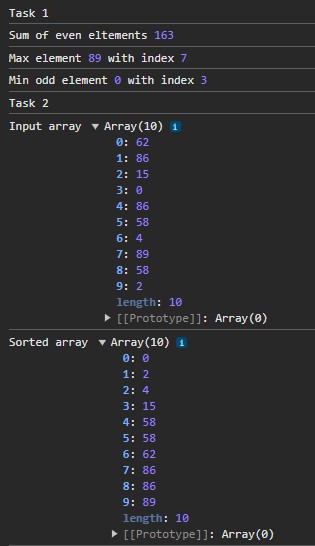 Task 1
Sum of even eltements 163
Max element 89 with index 7
Min odd element 0 with index 3
Task 2
Input array ▼ Array(10) i
0: 62
1: 86
2: 15
3: 0
4: 86
5: 58
6: 4
7: 89
8: 58
9: 2
length: 10
▶ [[Prototype]]: Array(0)
Sorted array ▼ Array(10) i
0: 0
1: 2
2: 4
3: 15
4: 58
5: 58
6: 62
7: 86
8: 86
9: 89
length: 10
▶ [[Prototype]]: Array(0)